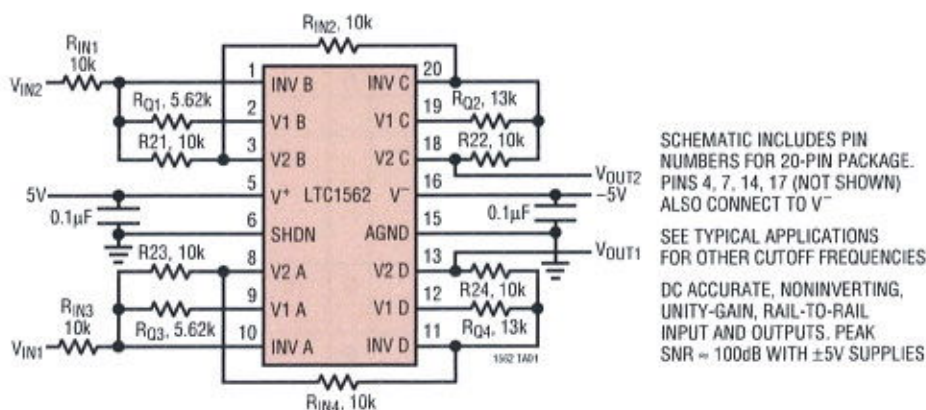 RIN2, 10k
RIN1
10k
VIN2
1
INV B
INV C
20
RQ1, 5.62k
2
V1 B
V1 C
19
RQ2, 13k
R21, 10k
3
V2 B
V2 C
18
R22, 10k
VOUT2
5V
5
V+
LTC1562
V−
16
−5V
0.1µF
6
SHDN
AGND
15
0.1µF
VOUT1
R23, 10k
8
V2 A
V2 D
13
R24, 10k
RIN3
10k
9
V1 A
V1 D
12
RQ3, 5.62k
RQ4, 13k
VIN1
10
INV A
INV D
11
1562 TA01
RIN4, 10k
SCHEMATIC INCLUDES PIN
NUMBERS FOR 20-PIN PACKAGE.
PINS 4, 7, 14, 17 (NOT SHOWN)
ALSO CONNECT TO V−
SEE TYPICAL APPLICATIONS
FOR OTHER CUTOFF FREQUENCIES
DC ACCURATE, NONINVERTING,
UNITY-GAIN, RAIL-TO-RAIL
INPUT AND OUTPUTS. PEAK
SNR ≈ 100dB WITH ±5V SUPPLIES